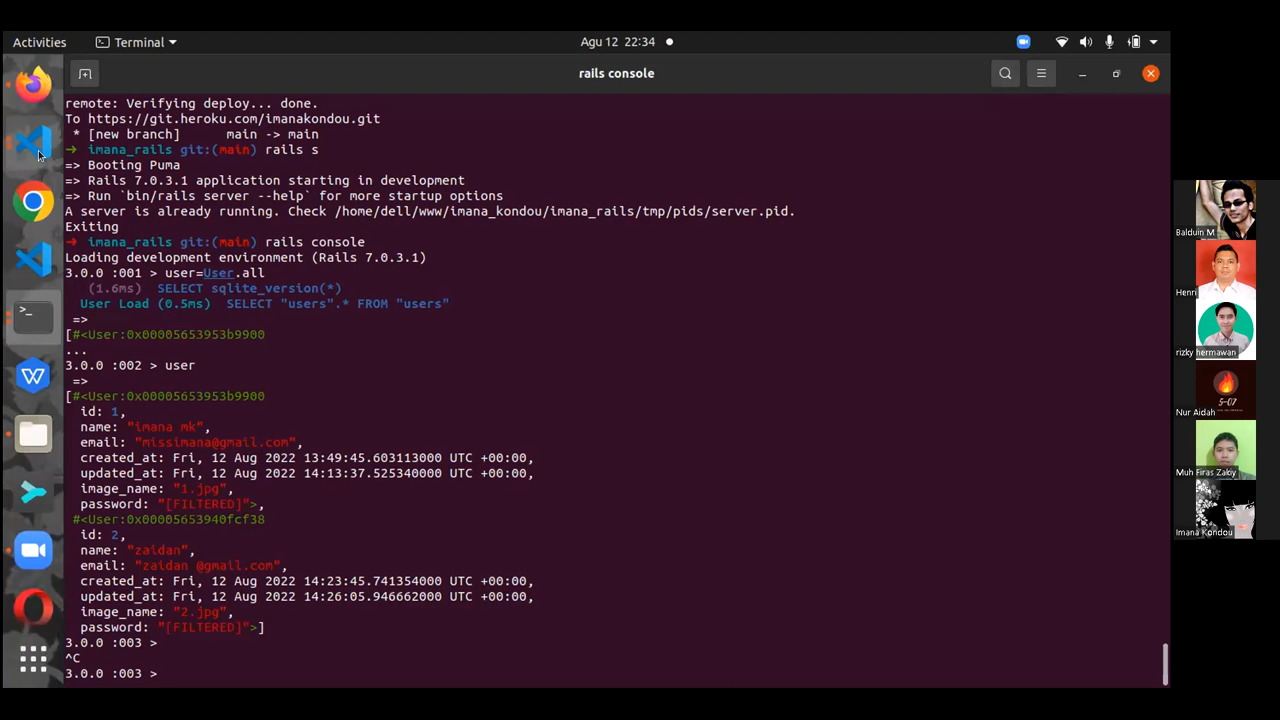 Activities
Terminal
Agu 12 22:34
rails console
remote: Verifying deploy... done.
To https://git.heroku.com/imanakondou.git
 * [new branch]      main -> main
➜  imana_rails git:(main) rails s
=> Booting Puma
=> Rails 7.0.3.1 application starting in development
=> Run `bin/rails server --help` for more startup options
A server is already running. Check /home/dell/www/imana_kondou/imana_rails/tmp/pids/server.pid.
Exiting
➜  imana_rails git:(main) rails console
Loading development environment (Rails 7.0.3.1)
3.0.0 :001 > user=User.all
   (1.6ms)  SELECT sqlite_version(*)
  User Load (0.5ms)  SELECT "users".* FROM "users"
 =>
[#<User:0x00005653953b9900
...
3.0.0 :002 > user
 =>
[#<User:0x00005653953b9900
  id: 1,
  name: "imana mk",
  email: "missimana@gmail.com",
  created_at: Fri, 12 Aug 2022 13:49:45.603113000 UTC +00:00,
  updated_at: Fri, 12 Aug 2022 14:13:37.525340000 UTC +00:00,
  image_name: "1.jpg",
  password: "[FILTERED]">,
 #<User:0x00005653940fcf38
  id: 2,
  name: "zaidan",
  email: "zaidan @gmail.com",
  created_at: Fri, 12 Aug 2022 14:23:45.741354000 UTC +00:00,
  updated_at: Fri, 12 Aug 2022 14:26:05.946662000 UTC +00:00,
  image_name: "2.jpg",
  password: "[FILTERED]">]
3.0.0 :003 >
^C
3.0.0 :003 >
Balduin M
Henri
rizky hermawan
5-07
Nur Aidah
Muh Firas Zaky
Imana Kondou